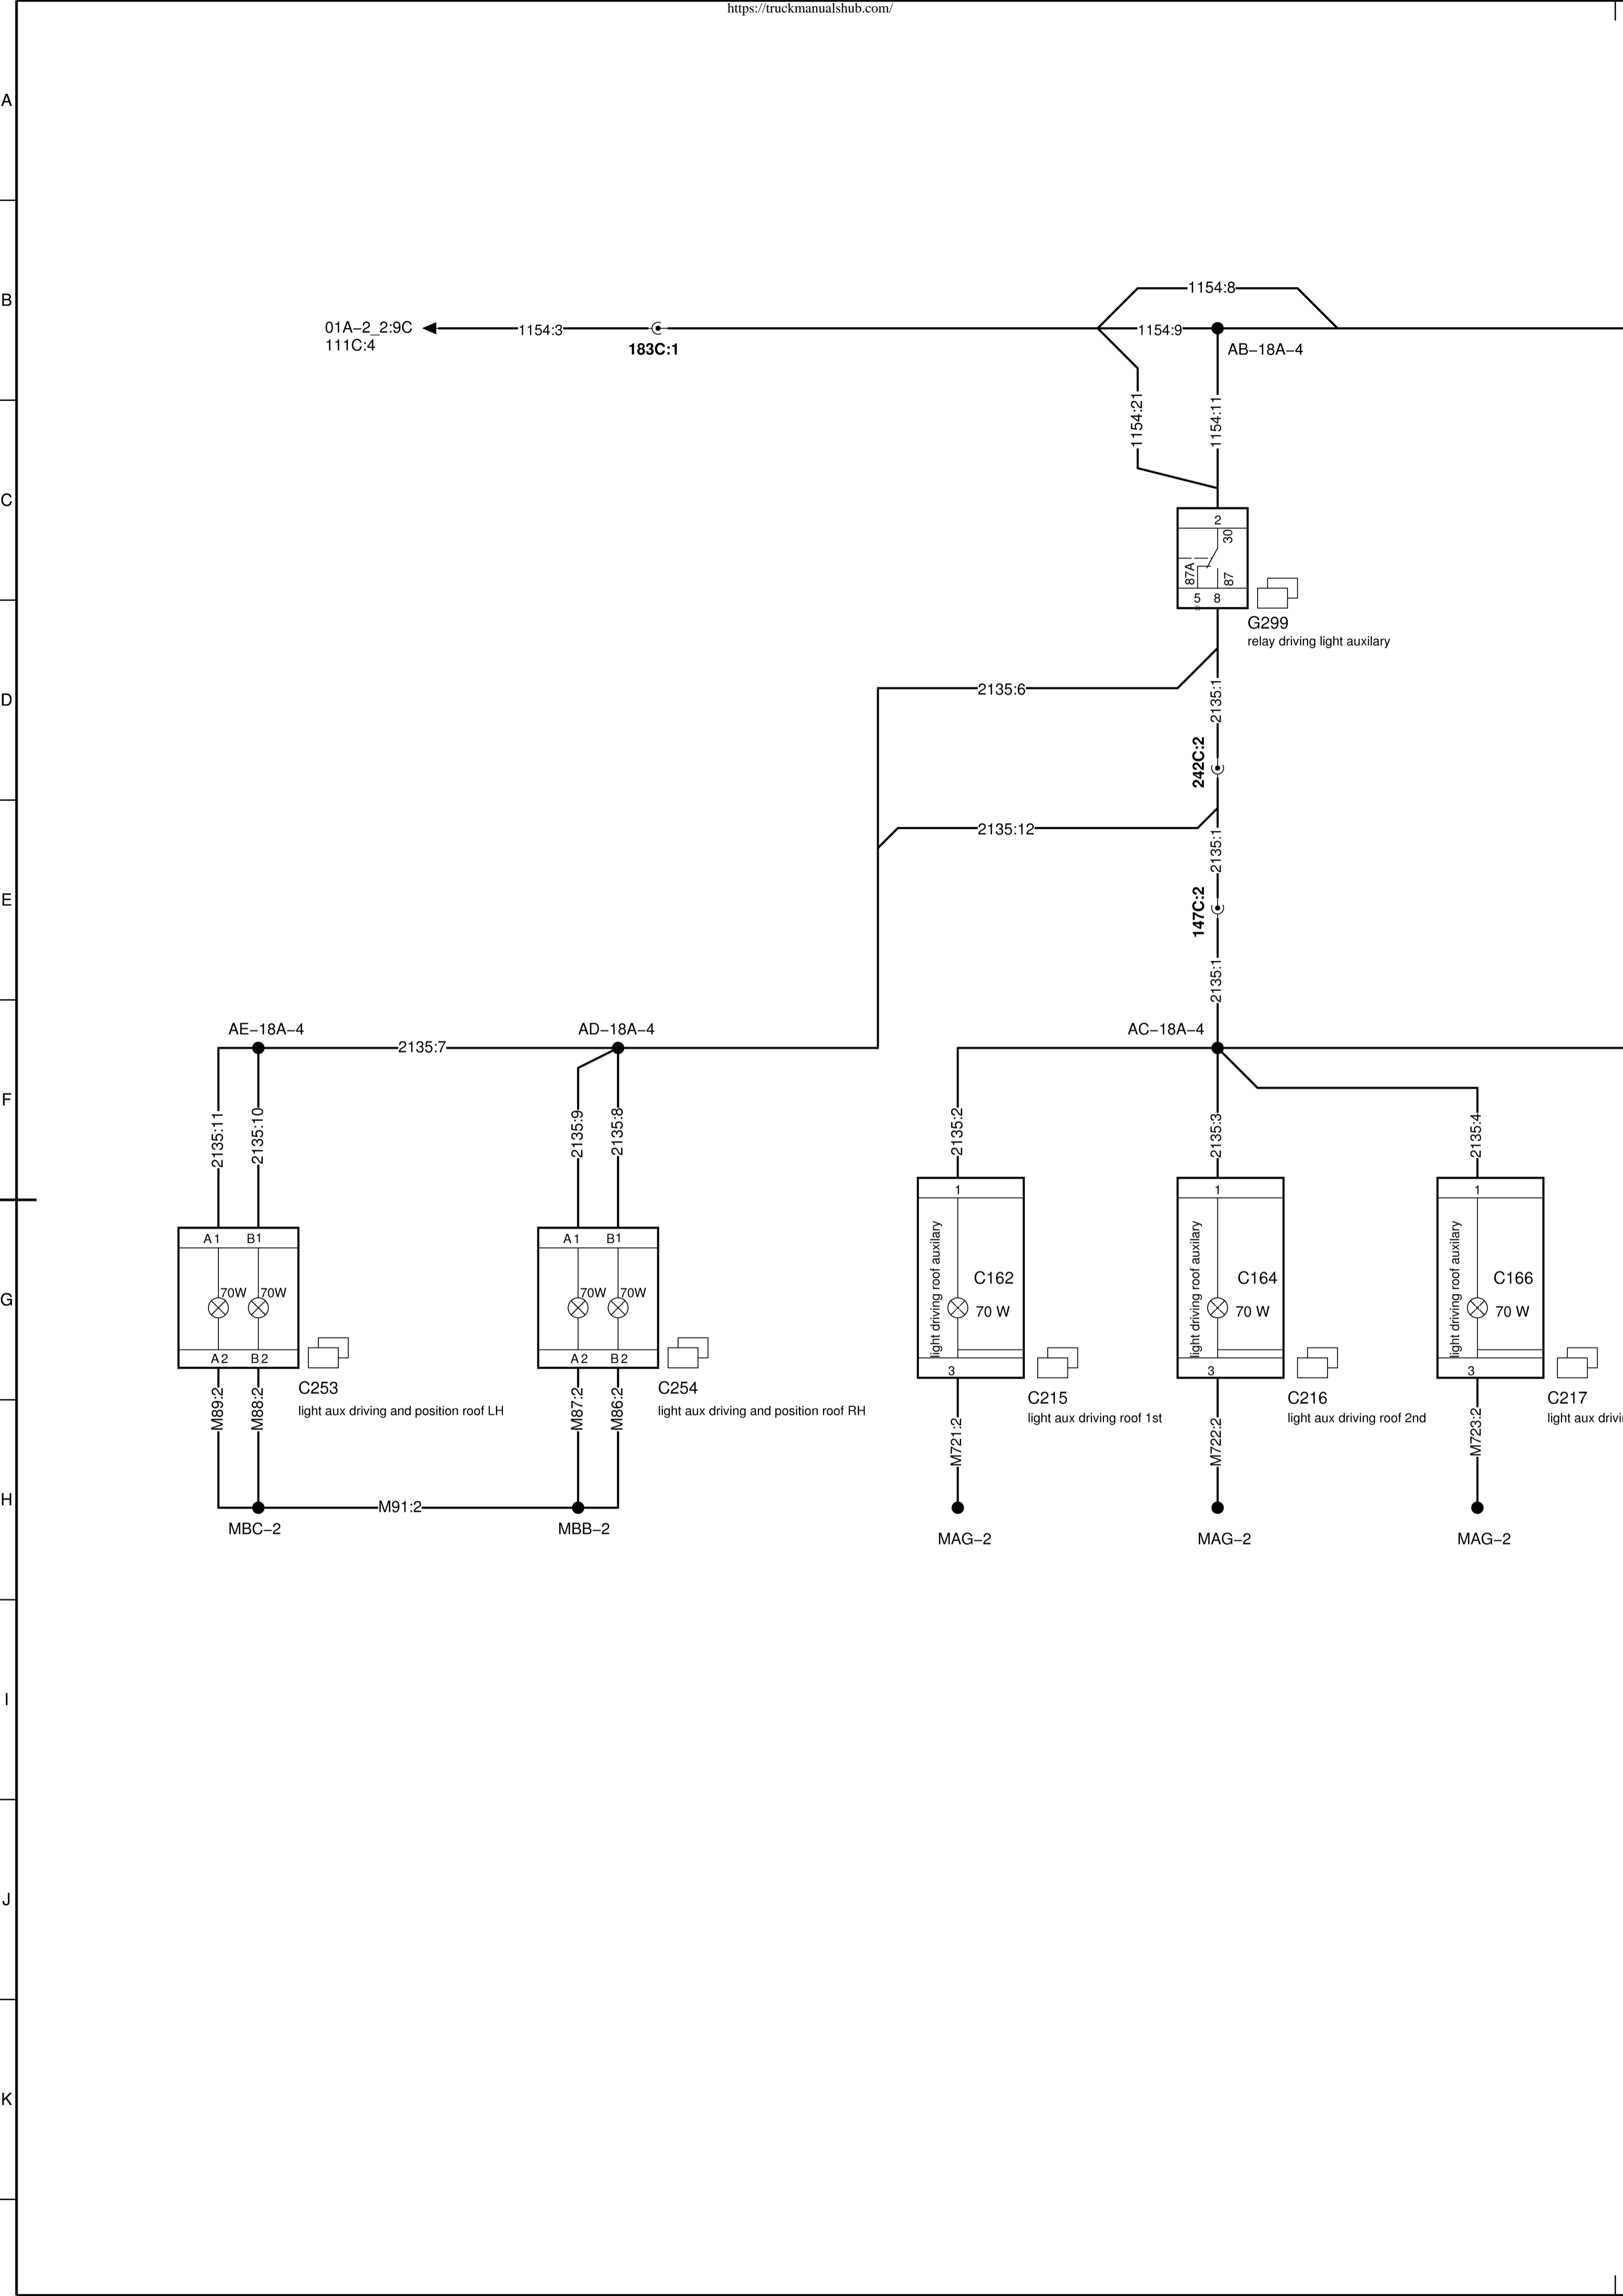 https://truckmanualshub.com/
A
B
C
D
E
F
G
H
I
J
K
1154:8
01A-2_2:9C
111C:4
1154:3
183C:1
1154:9
AB-18A-4
1154:21
1154:11
2
30
87A
87
5 8
G299
relay driving light auxilary
2135:6
2135:1
242C:2
2135:12
2135:1
147C:2
2135:1
AE-18A-4
2135:7
AD-18A-4
AC-18A-4
2135:11
2135:10
2135:9
2135:8
2135:2
2135:3
2135:4
A1 B1
70W 70W
A2 B2
C253
light aux driving and position roof LH
A1 B1
70W 70W
A2 B2
C254
light aux driving and position roof RH
1
light driving roof auxilary
C162
70 W
3
C215
light aux driving roof 1st
1
light driving roof auxilary
C164
70 W
3
C216
light aux driving roof 2nd
1
light driving roof auxilary
C166
70 W
3
C217
light aux
M89:2
M88:2
M87:2
M86:2
M721:2
M722:2
M723:2
M91:2
MBC-2
MBB-2
MAG-2
MAG-2
MAG-2